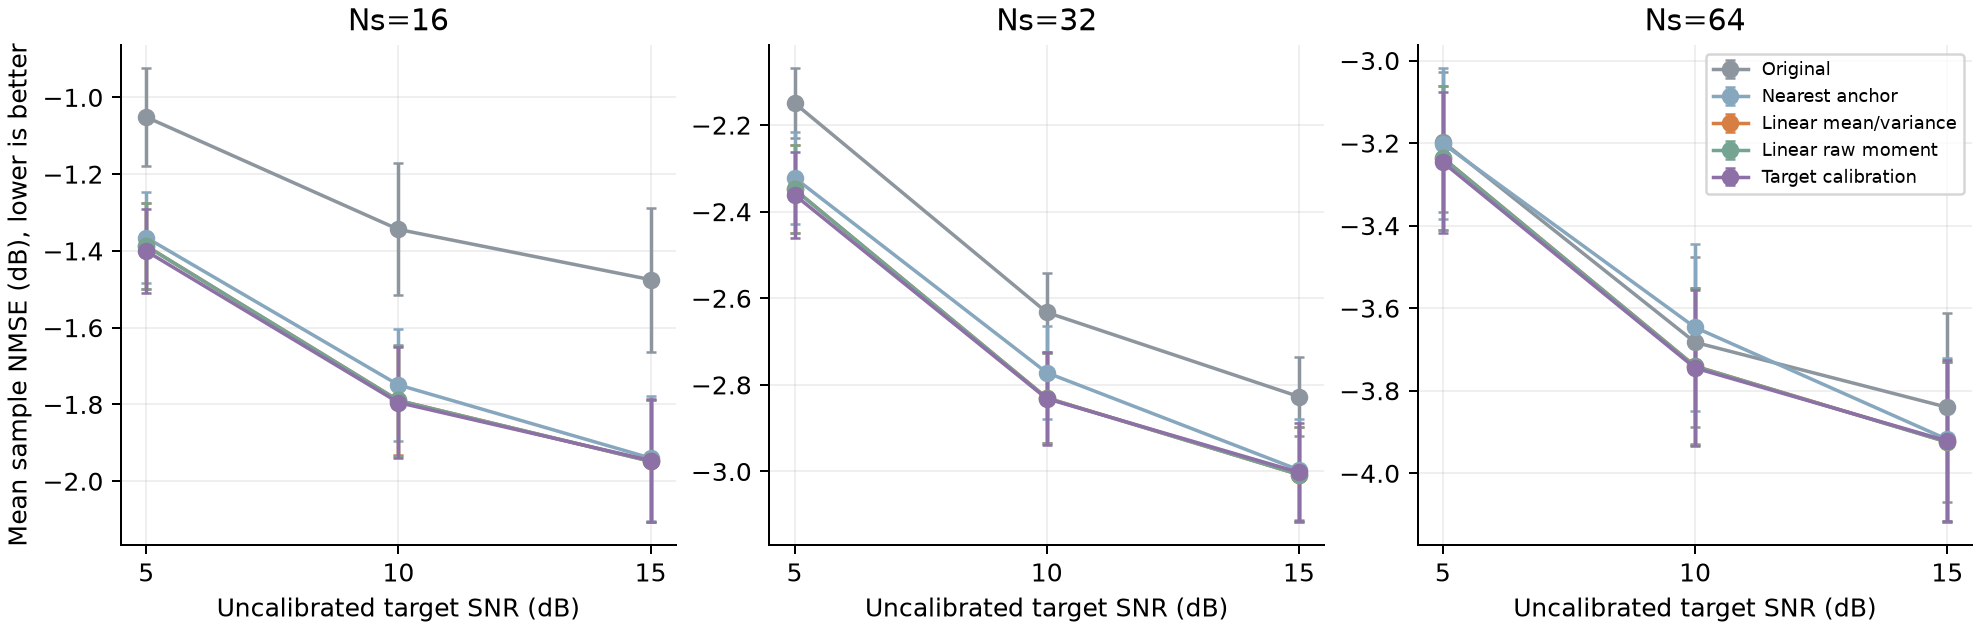 Ns=16
Ns=32
Ns=64
Mean sample NMSE (dB), lower is better
−1.0
−1.2
−1.4
−1.6
−1.8
−2.0
−2.2
−2.4
−2.6
−2.8
−3.0
−3.0
−3.2
−3.4
−3.6
−3.8
−4.0
Original
Nearest anchor
Linear mean/variance
Linear raw moment
Target calibration
5
10
15
5
10
15
5
10
15
Uncalibrated target SNR (dB)
Uncalibrated target SNR (dB)
Uncalibrated target SNR (dB)